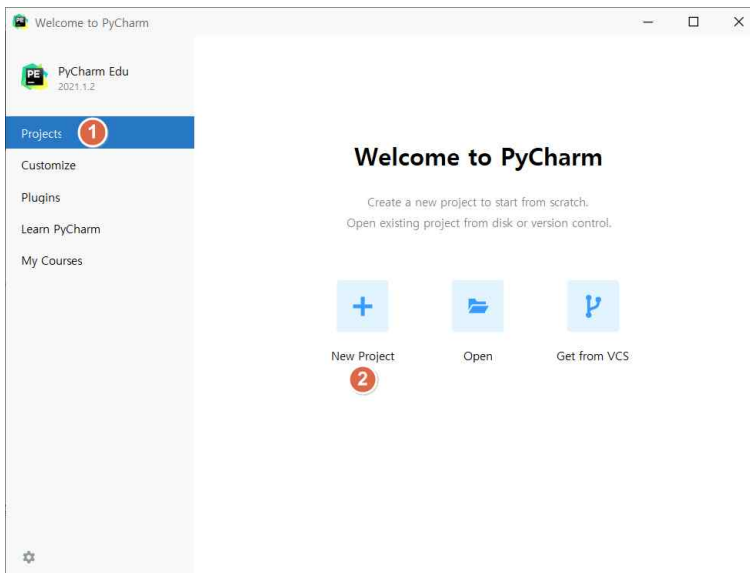 Welcome to PyCharm
PE
PyCharm Edu
2021.1.2
Projects 1
Customize
Plugins
Learn PyCharm
My Courses
Welcome to PyCharm
Create a new project to start from scratch.
Open existing project from disk or version control.
New Project
Open
Get from VCS
2